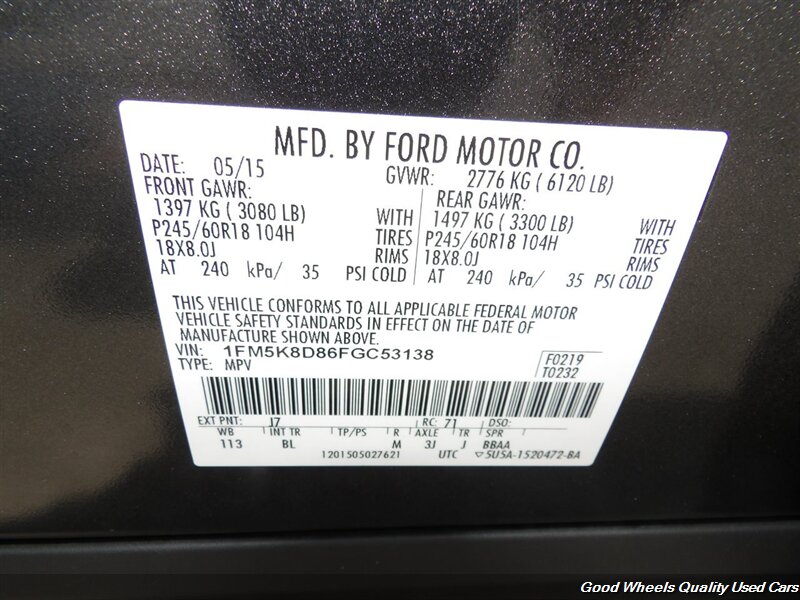 MFD. BY FORD MOTOR CO.
DATE: 05/15 GVWR: 2776 KG ( 6120 LB)
FRONT GAWR: REAR GAWR:
1397 KG ( 3080 LB) WITH 1497 KG ( 3300 LB) WITH
P245/60R18 104H TIRES P245/60R18 104H TIRES
18X8.0J RIMS 18X8.0J RIMS
AT 240 kPa/ 35 PSI COLD AT 240 kPa/ 35 PSI COLD
THIS VEHICLE CONFORMS TO ALL APPLICABLE FEDERAL MOTOR
VEHICLE SAFETY STANDARDS IN EFFECT ON THE DATE OF
MANUFACTURE SHOWN ABOVE.
VIN: 1FM5K8D86FGC53138 F0219
TYPE: MPV T0232
EXT PNT: J7 RC: 71 DSO:
WB INT TR TP/PS R AXLE TR SPR
113 BL M 3J J BBAA
1201505027621 UTC ▽5USA-1520472-BA
Good Wheels Quality Used Cars